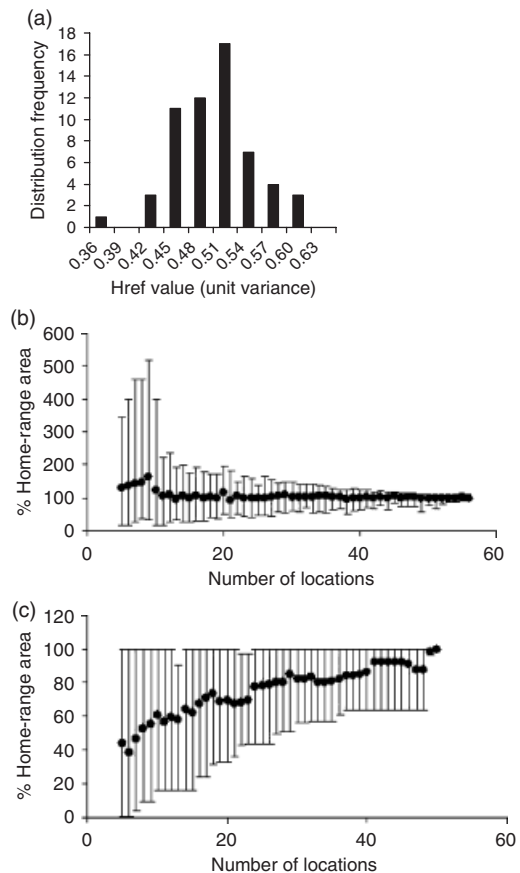 (a)
18
16
14
12
10
8
6
4
2
0
Distribution frequency
0.36 0.39 0.42 0.45 0.48 0.51 0.54 0.57 0.60 0.63
Href value (unit variance)
(b)
600
500
400
300
200
100
0
% Home-range area
0 20 40 60
Number of locations
(c)
120
100
80
60
40
20
0
% Home-range area
0 20 40 60
Number of locations